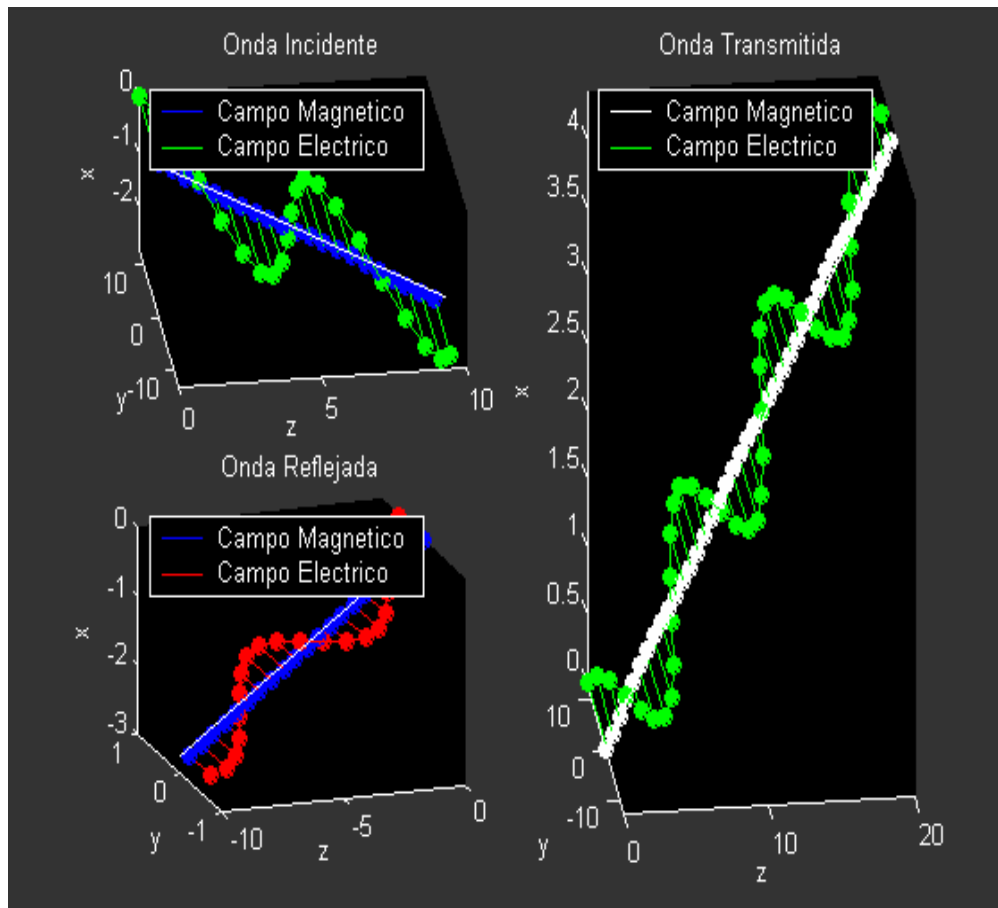 Onda Incidente
0
-1
-2
x
Campo Magnetico
Campo Electrico
10
0
-10
y
0
5
10
z
Onda Reflejada
0
-1
-2
-3
x
Campo Magnetico
Campo Electrico
1
0
-1
y
-10
-5
0
z
Onda Transmitida
4
3.5
3
2.5
2
1.5
1
0.5
0
x
Campo Magnetico
Campo Electrico
10
0
-10
y
0
10
20
z